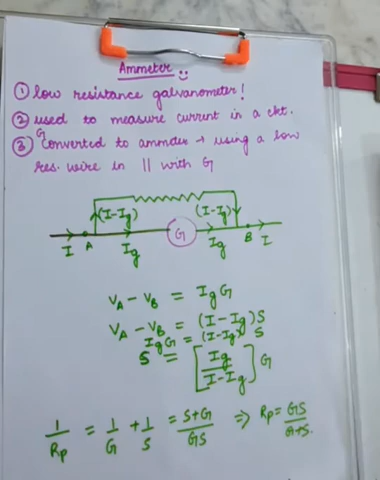 Ammeter
① low resistance galvanometer!
② used to measure current in a ckt.
③ G converted to ammeter → using a low
res. wire in || with G
(I-Ig) (I-Ig)
G
I A Ig Ig B I
VA - VB = IgG
VA - VB = (I-Ig)S
IgG = (I-Ig) S
S = [Ig/I-Ig] G
1/Rp = 1/G + 1/S = S+G/GS ⇒ Rp = GS/G+S.